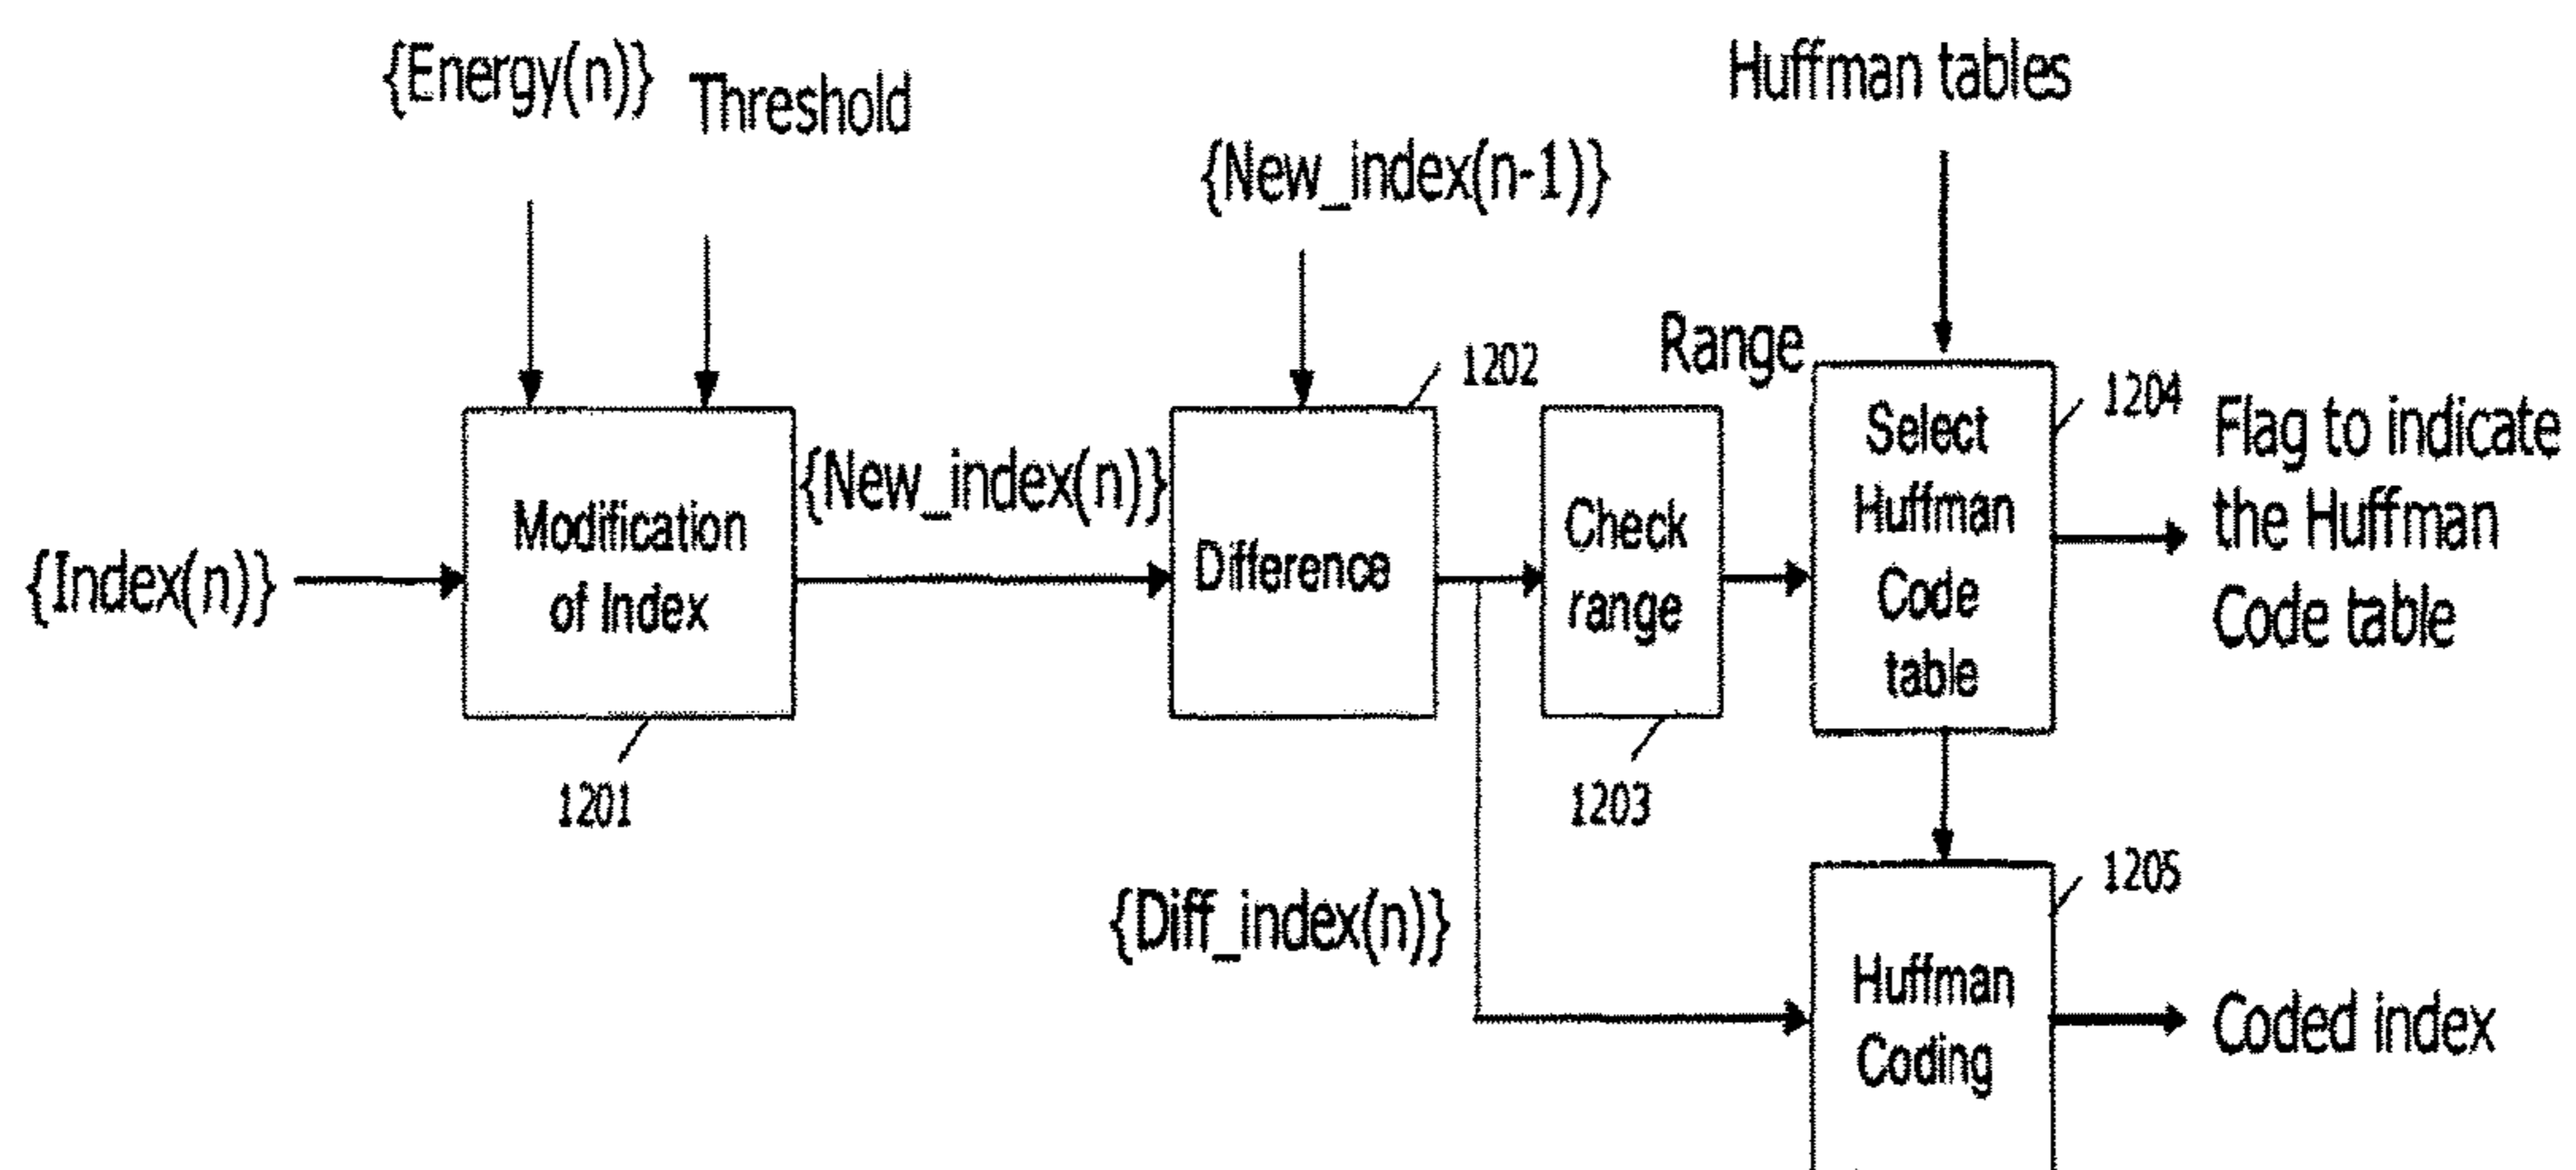 {Energy(n)}
Threshold
Huffman tables
{New_index(n-1)}
Range
1202
1204
Select
Huffman
Code
table
Flag to indicate
the Huffman
Code table
{New_index(n)}
Modification
of Index
Difference
Check
range
{Index(n)}
1201
1203
{Diff_index(n)}
1205
Huffman
Coding
Coded index